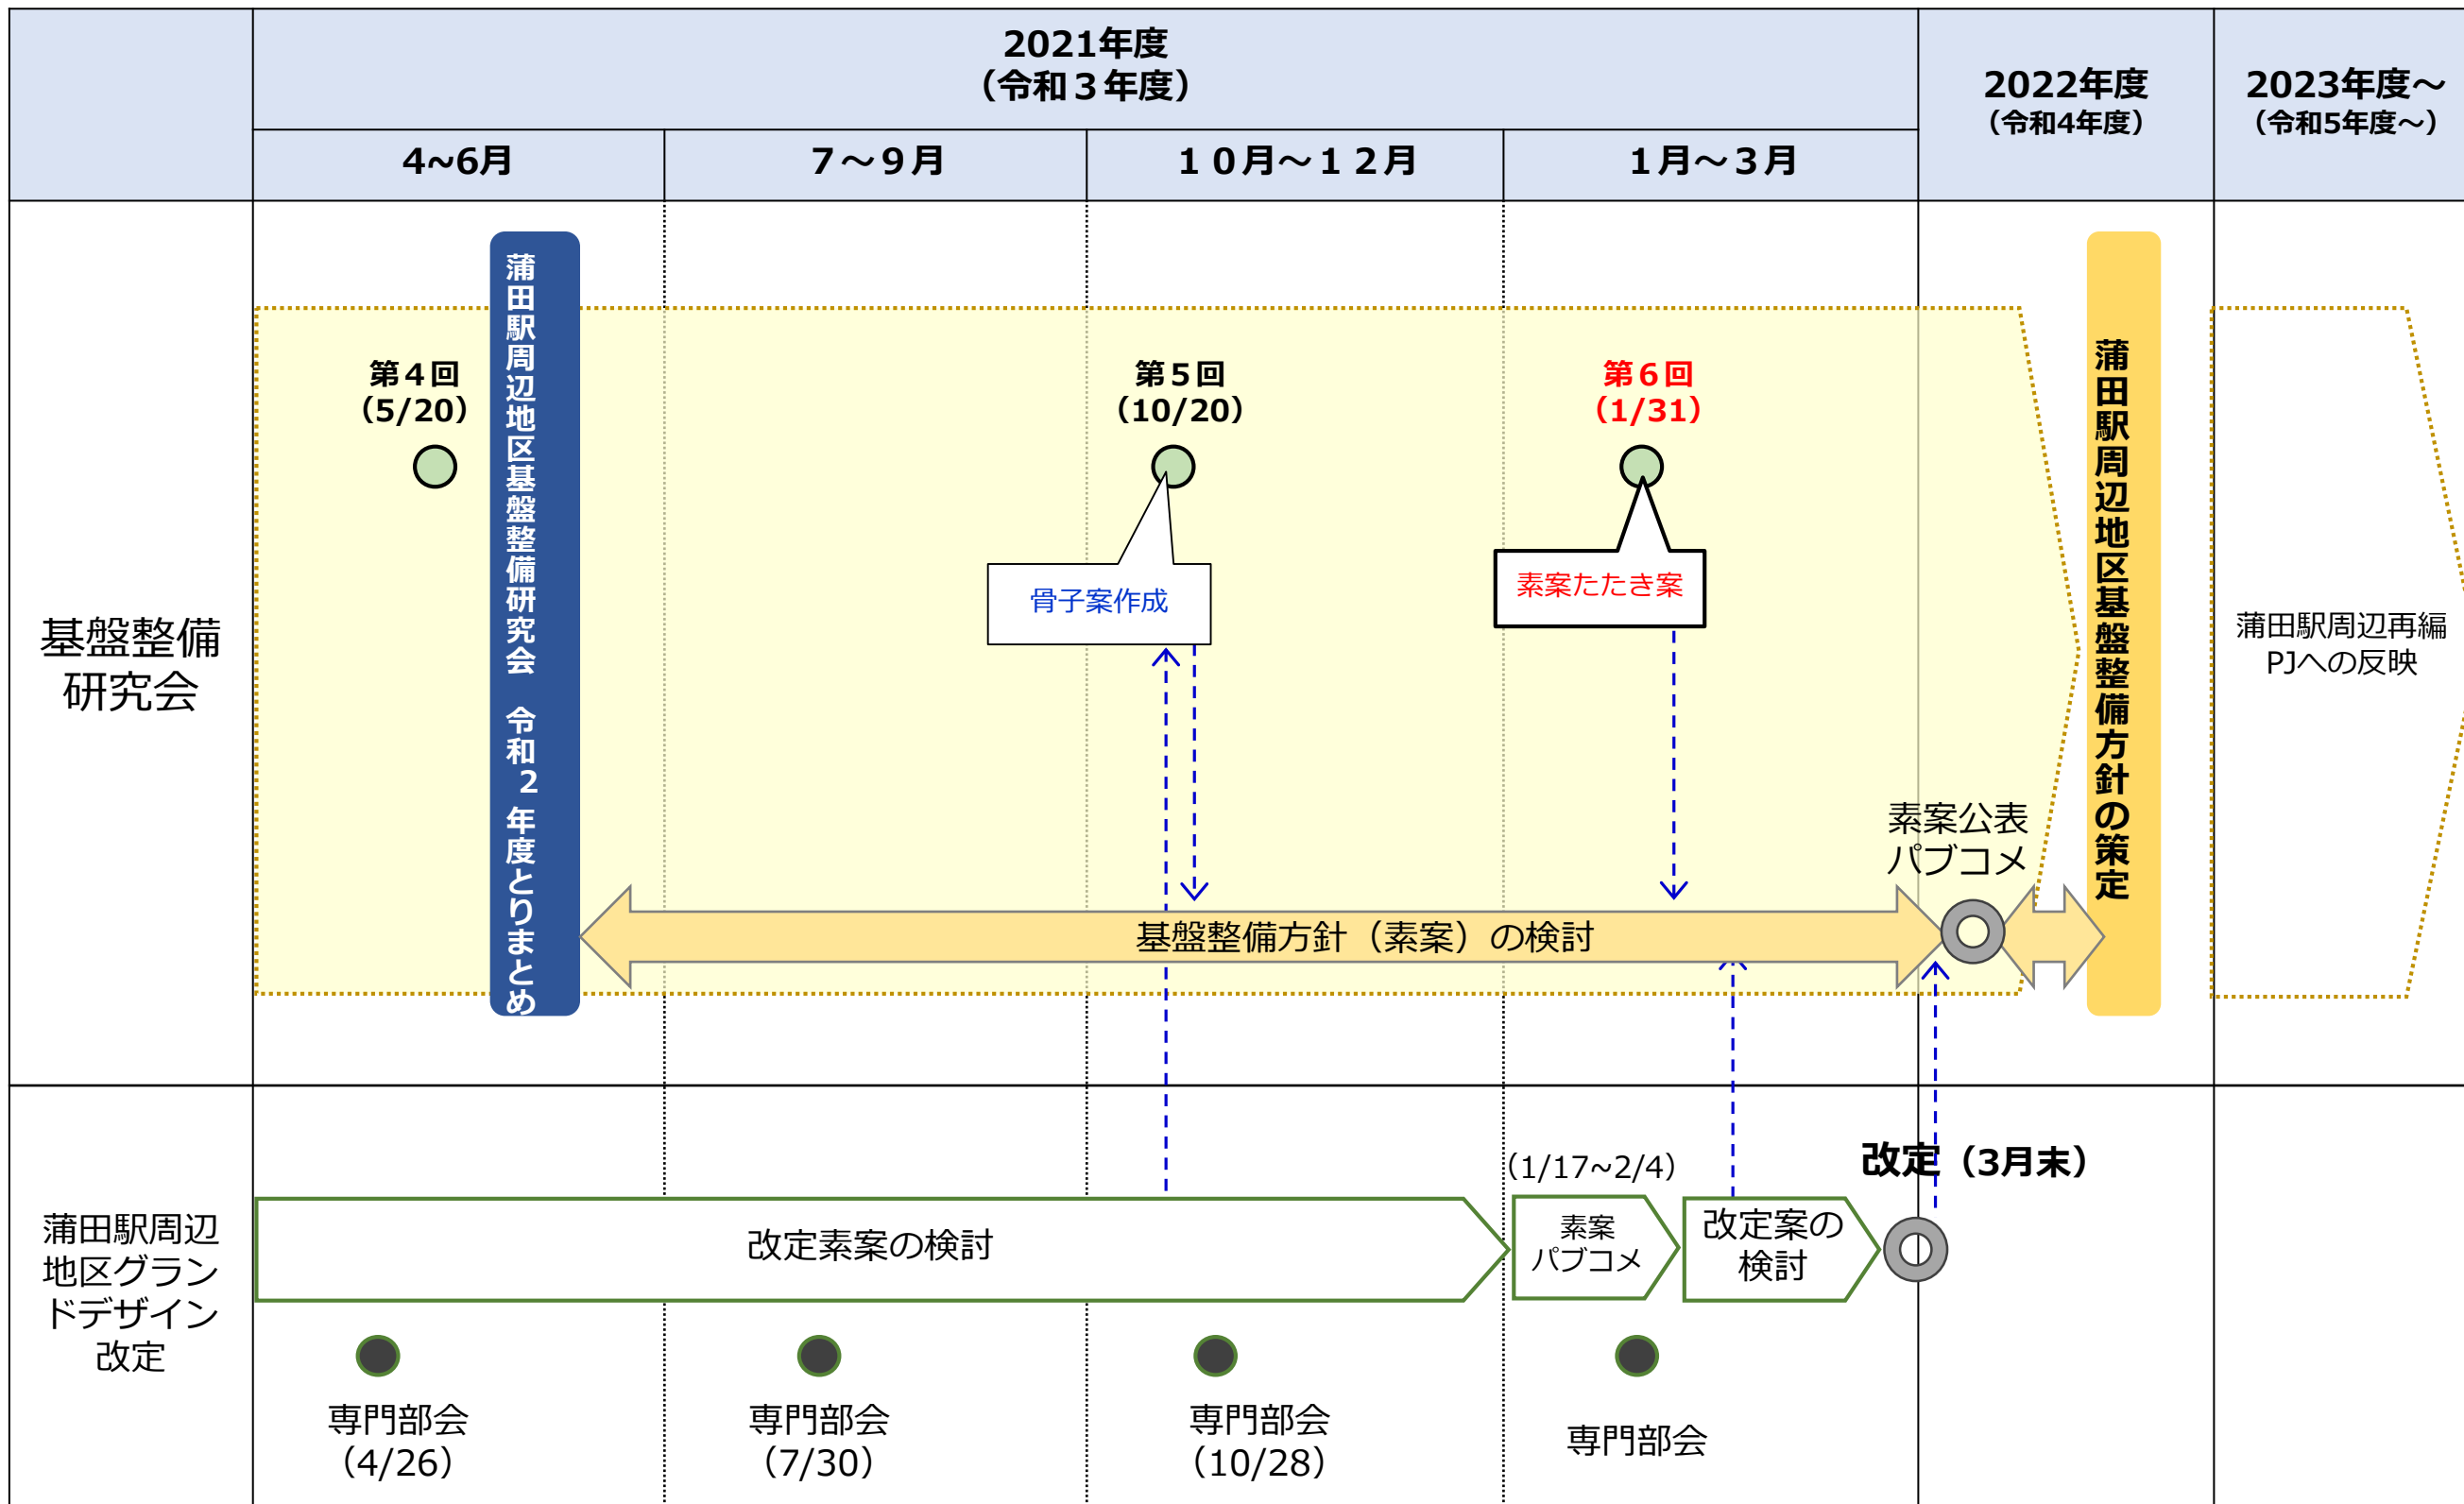 2021年度
（令和３年度）
2022年度
（令和4年度）
2023年度～
（令和5年度～）
4~6月
７～９月
１０月～１２月
１月～３月
基盤整備
研究会
蒲田駅周辺地区基盤整備研究会　令和２年度とりまとめ
第４回
（5/20）
第５回
（10/20）
第６回
（1/31）
骨子案作成
素案たたき案
素案公表
パブコメ
基盤整備方針（素案）の検討
蒲田駅周辺地区基盤整備方針の策定
蒲田駅周辺再編
PJへの反映
蒲田駅周辺
地区グラン
ドデザイン
改定
改定素案の検討
（1/17~2/4）
素案
パブコメ
改定案の
検討
改定（3月末）
専門部会
（4/26）
専門部会
（7/30）
専門部会
（10/28）
専門部会